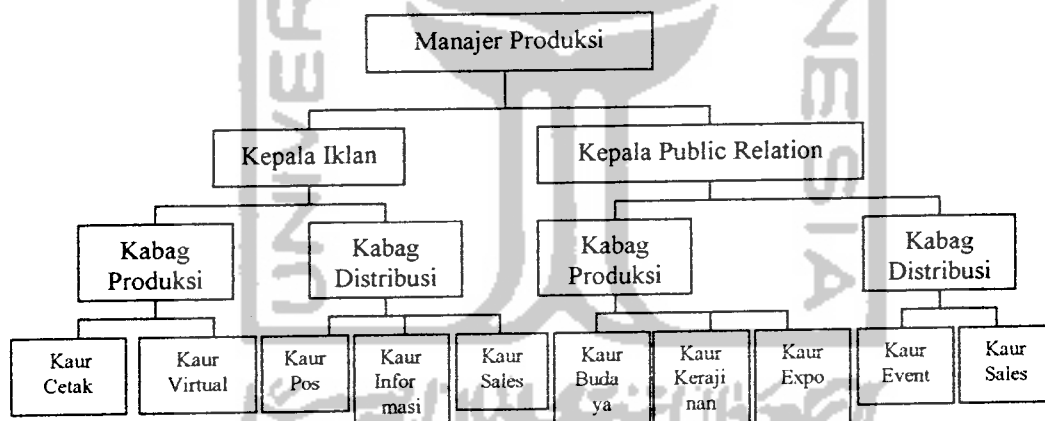 Manajer Produksi
Kepala Iklan
Kepala Public Relation
Kabag
Produksi
Kabag
Distribusi
Kabag
Produksi
Kabag
Distribusi
Kaur
Cetak
Kaur
Virtual
Kaur
Pos
Kaur
Infor
masi
Kaur
Sales
Kaur
Buda
ya
Kaur
Keraji
nan
Kaur
Expo
Kaur
Event
Kaur
Sales